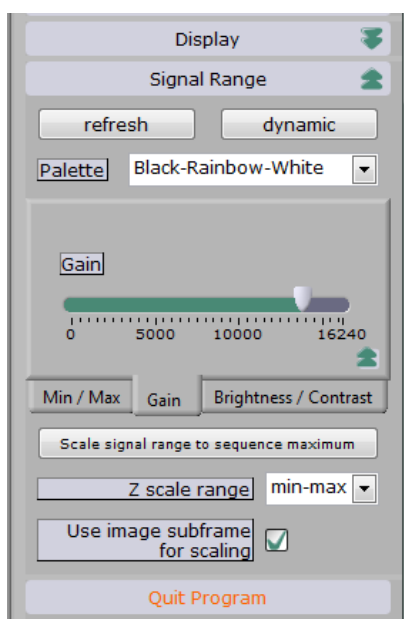 Display
Signal Range
refresh dynamic
Palette Black-Rainbow-White
Gain
0 5000 10000 16240
Min / Max Gain Brightness / Contrast
Scale signal range to sequence maximum
Z scale range min-max
Use image subframe
for scaling
Quit Program